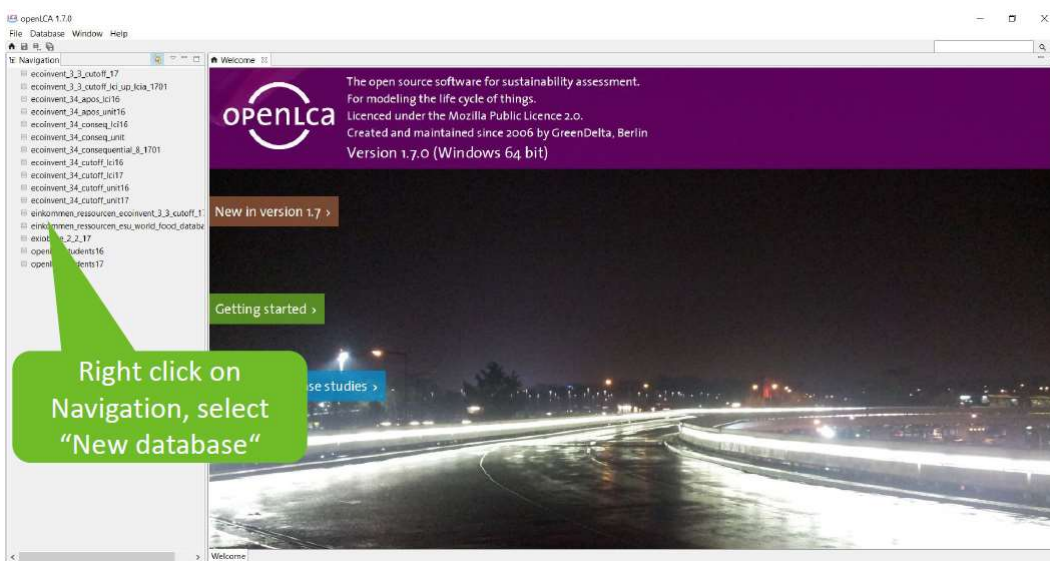 openLCA 1.7.0
File Database Window Help
Navigation
Welcome
ecoinvent_3_3_cutoff_17
ecoinvent_3_3_cutoff_lci_up_lcia_1701
ecoinvent_34_apos_lci16
ecoinvent_34_apos_unit16
ecoinvent_34_conseq_lci16
ecoinvent_34_conseq_unit
ecoinvent_34_consequential_8_1701
ecoinvent_34_cutoff_lci16
ecoinvent_34_cutoff_lci17
ecoinvent_34_cutoff_unit16
ecoinvent_34_cutoff_unit17
einkommen_ressourcen_ecoinvent_3_3_cutoff_1
einkommen_ressourcen_esu_world_food_databa
2_2_17
openLCA
The open source software for sustainability assessment.
For modeling the life cycle of things.
Licenced under the Mozilla Public Licence 2.0.
Created and maintained since 2006 by GreenDelta, Berlin
Version 1.7.0 (Windows 64 bit)
New in version 1.7 >
Getting started >
studies >
Right click on
Navigation, select
“New database“
Welcome